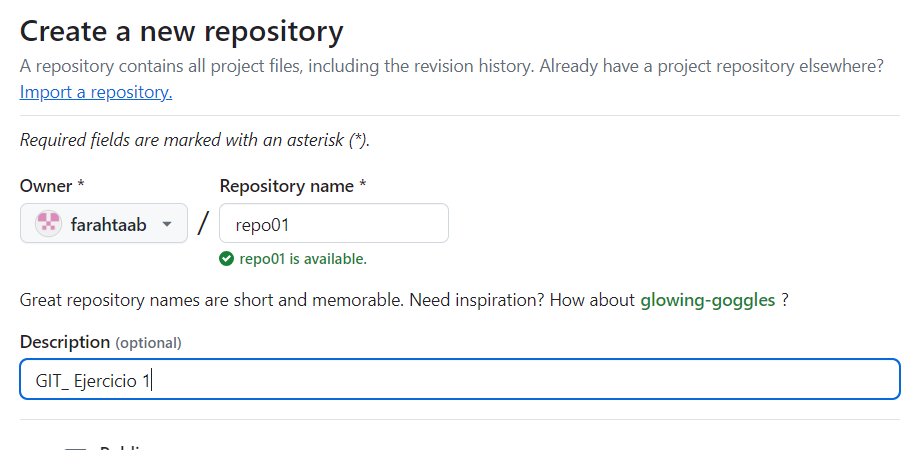 Create a new repository
A repository contains all project files, including the revision history. Already have a project repository elsewhere?
Import a repository.
Required fields are marked with an asterisk (*).
Owner * Repository name *
farahtaab / repo01
repo01 is available.
Great repository names are short and memorable. Need inspiration? How about glowing-goggles ?
Description (optional)
GIT_ Ejercicio 1